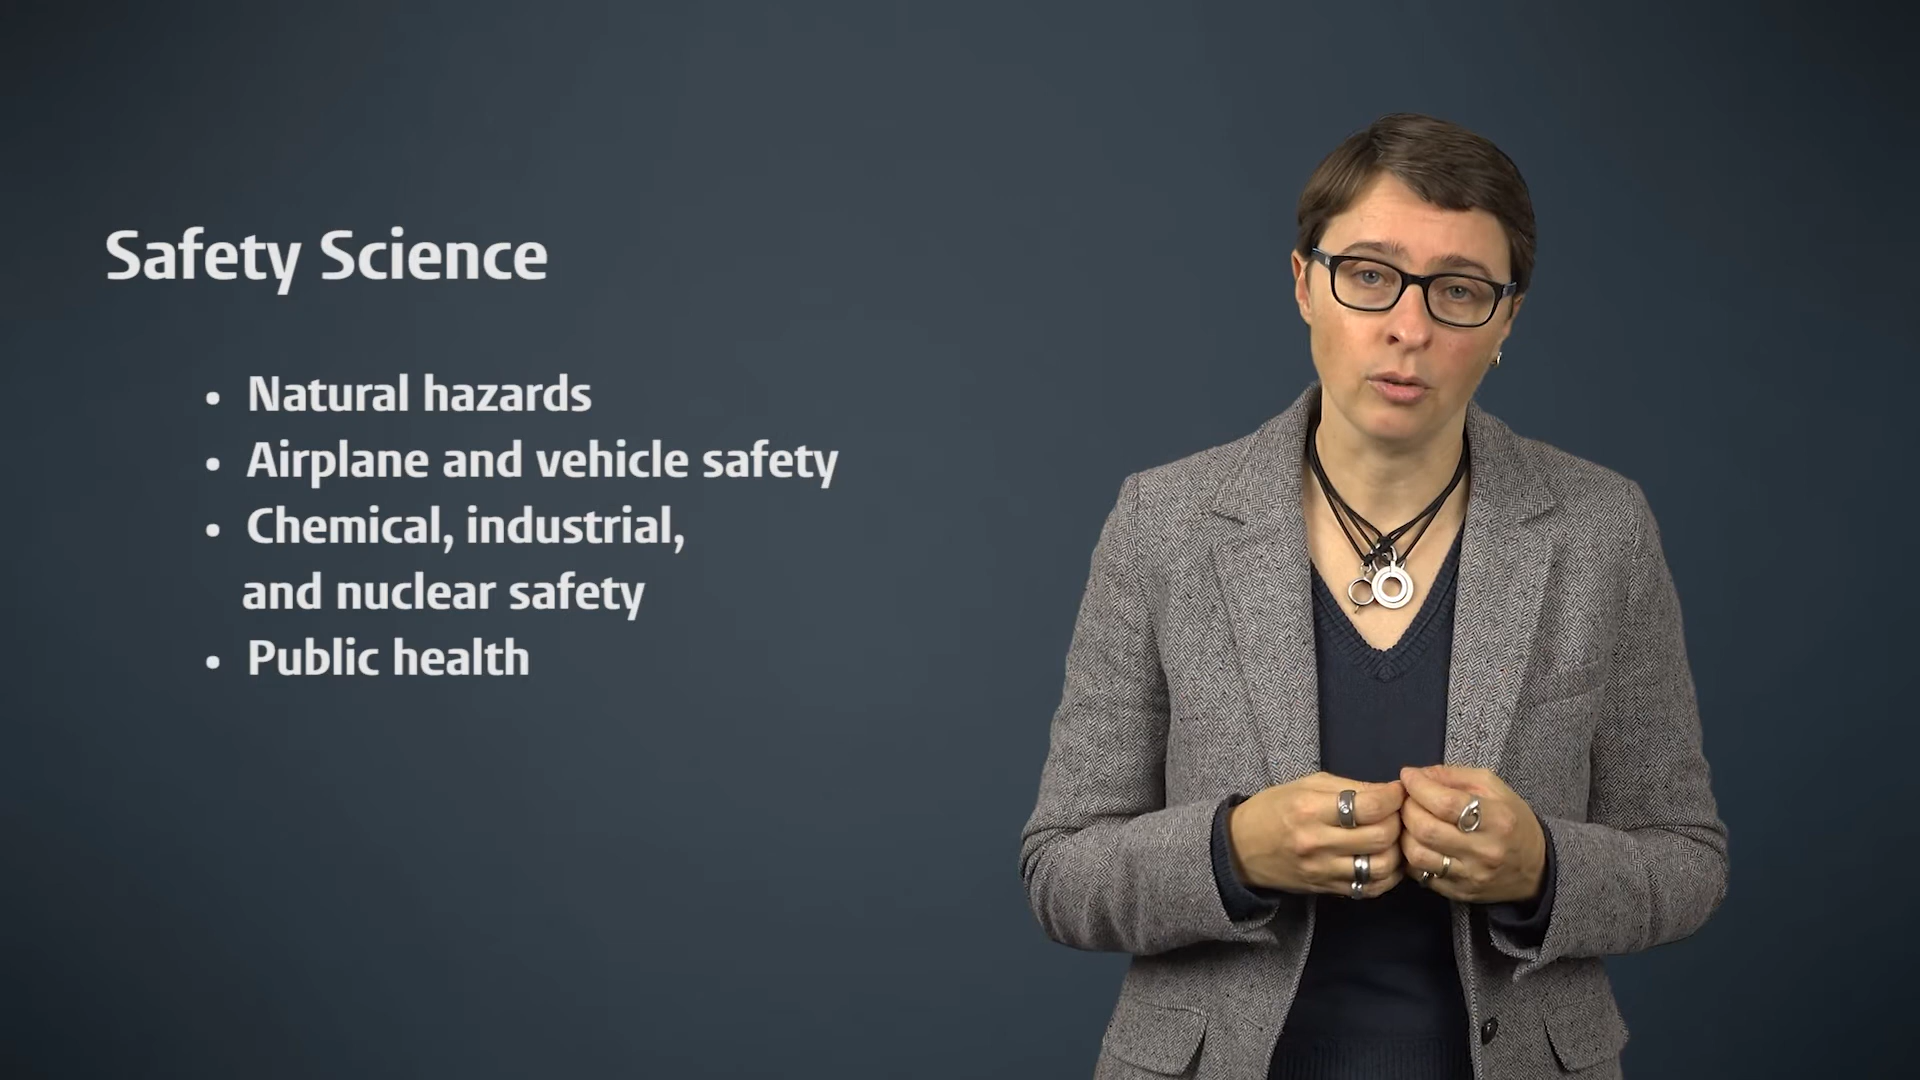 Safety Science
• Natural hazards
• Airplane and vehicle safety
• Chemical, industrial,
and nuclear safety
• Public health